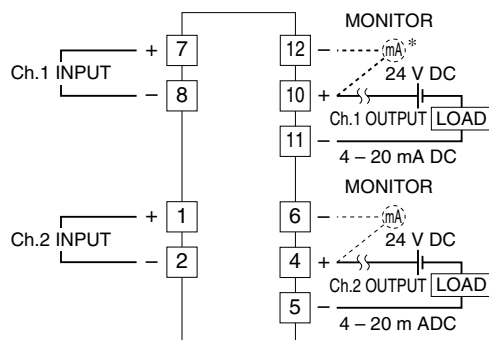 MONITOR
+ 7 12 – mA *
Ch.1 INPUT 24 V DC
– 8 10 +
Ch.1 OUTPUT LOAD
11 –
4 – 20 mA DC
MONITOR
+ 1 6 – mA
Ch.2 INPUT 24 V DC
– 2 4 +
Ch.2 OUTPUT LOAD
5 –
4 – 20 m ADC